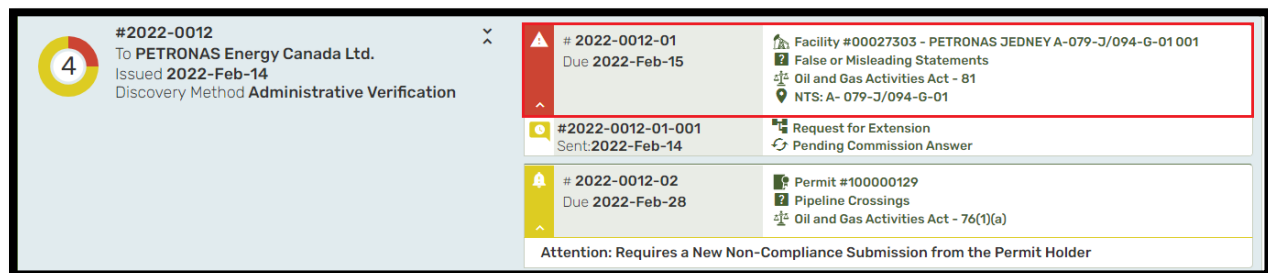 4
#2022-0012
To PETRONAS Energy Canada Ltd.
Issued 2022-Feb-14
Discovery Method Administrative Verification
# 2022-0012-01
Due 2022-Feb-15
Facility #00027303 - PETRONAS JEDNEY A-079-J/094-G-01 001
False or Misleading Statements
Oil and Gas Activities Act - 81
NTS: A- 079-J/094-G-01
#2022-0012-01-001
Sent:2022-Feb-14
Request for Extension
Pending Commission Answer
# 2022-0012-02
Due 2022-Feb-28
Permit #100000129
Pipeline Crossings
Oil and Gas Activities Act - 76(1)(a)
Attention: Requires a New Non-Compliance Submission from the Permit Holder